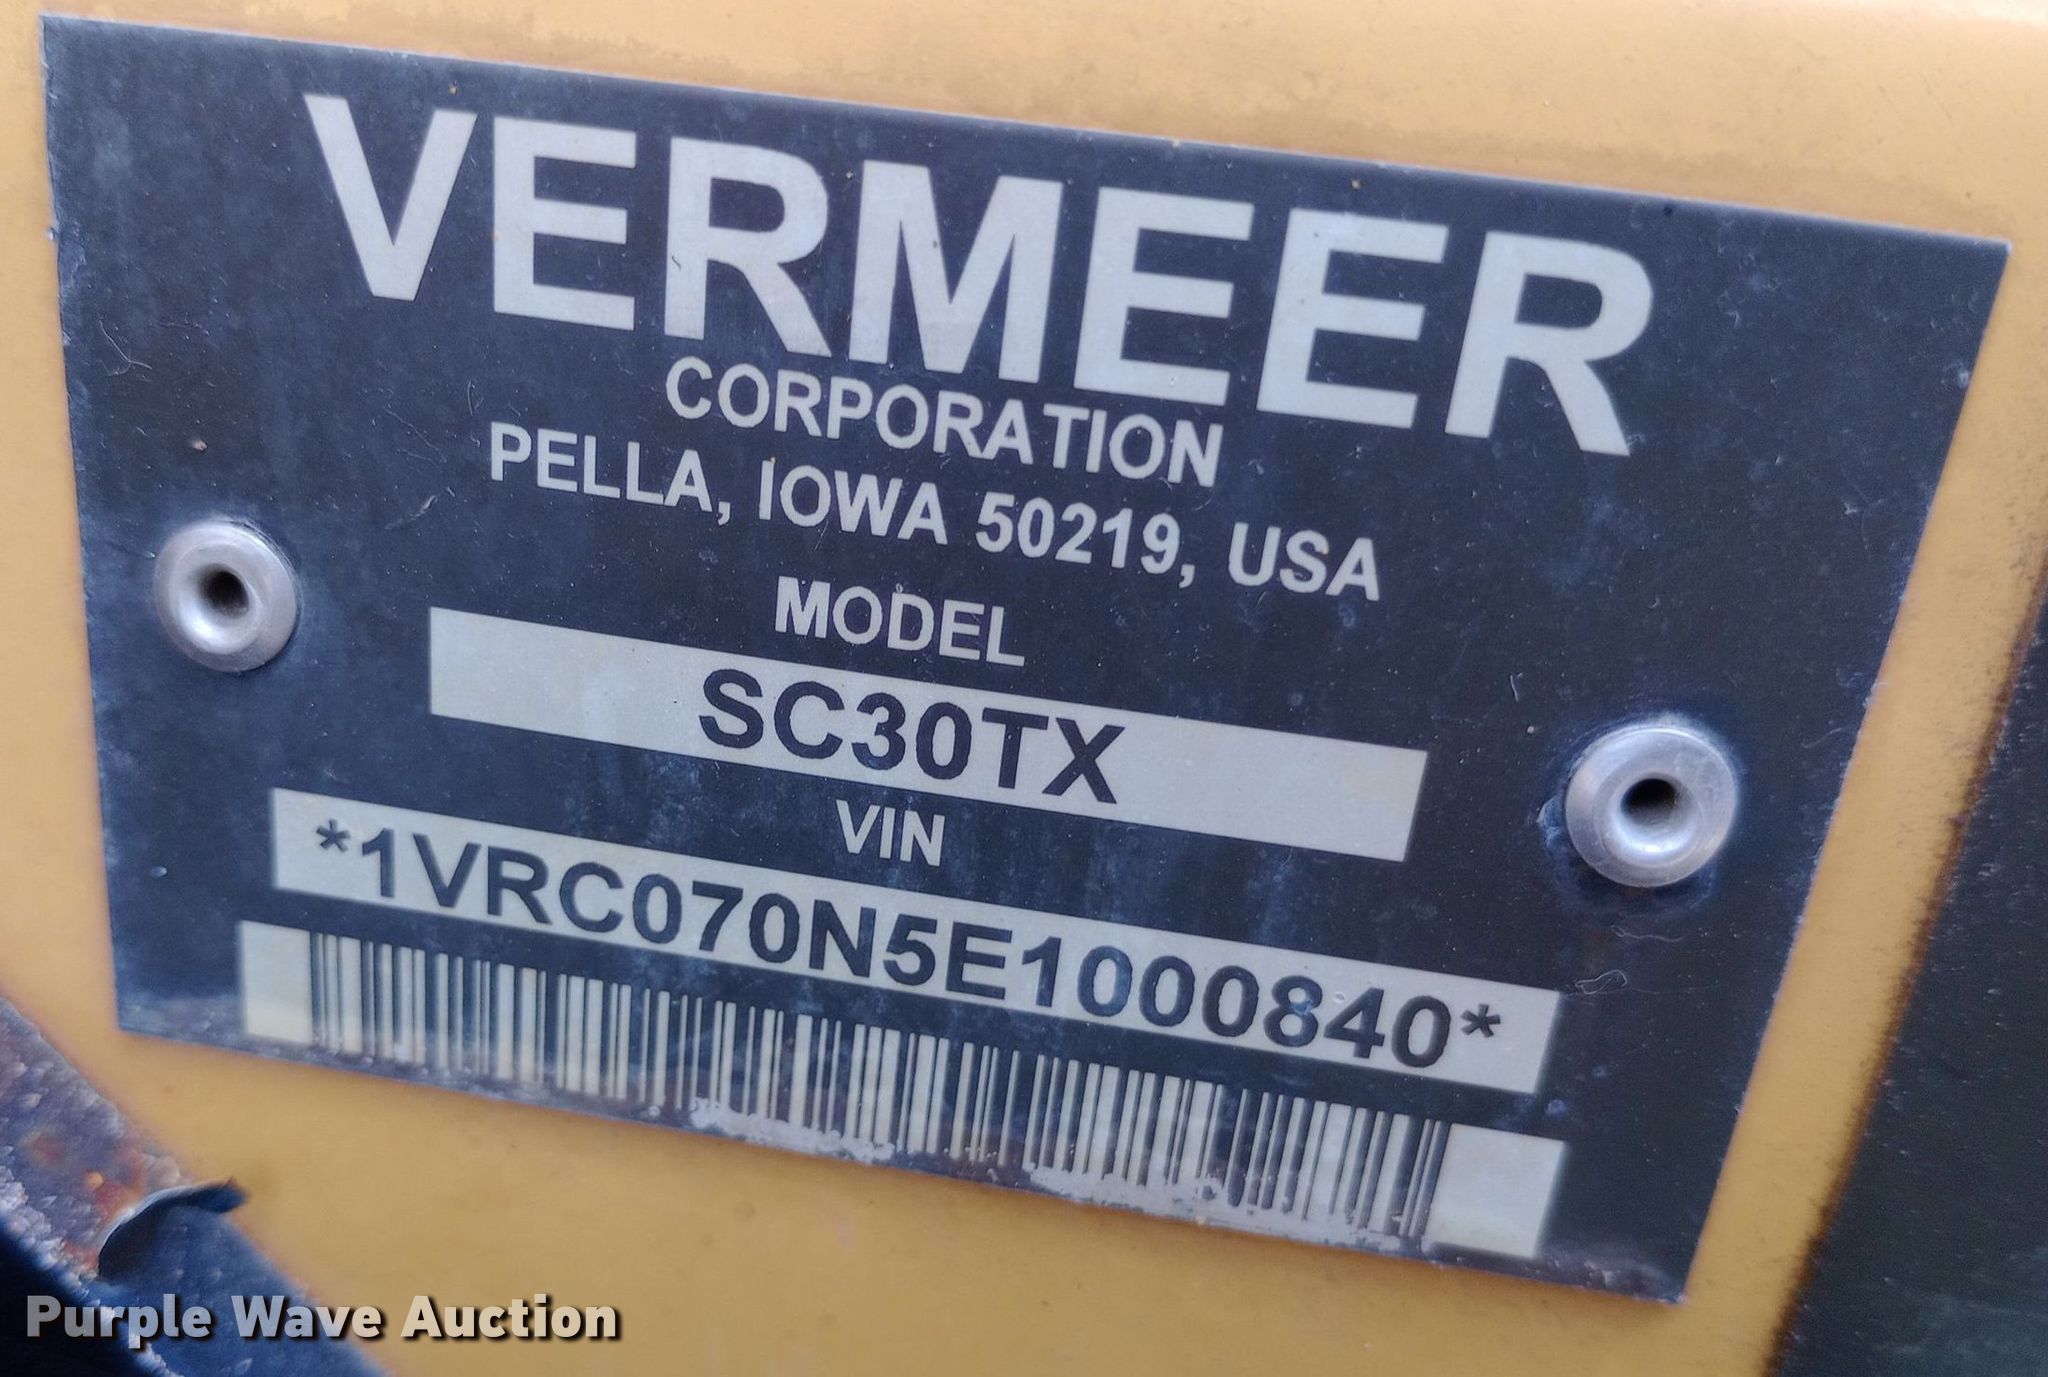 VERMEER
CORPORATION
PELLA, IOWA 50219, USA
MODEL
SC30TX
VIN
*1VRC070N5E1000840*
Purple Wave Auction